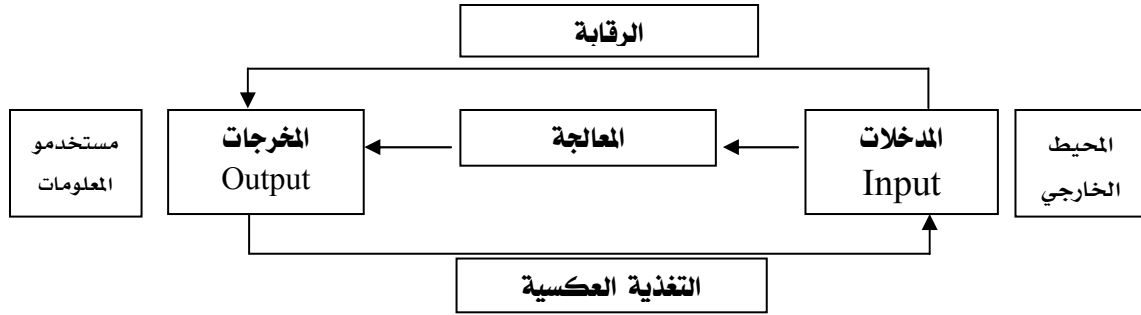 الرقابة
المحيط
الخارجي
المدخلات
Input
المعالجة
المخرجات
Output
مستخدمو
المعلومات
التغذية العكسية